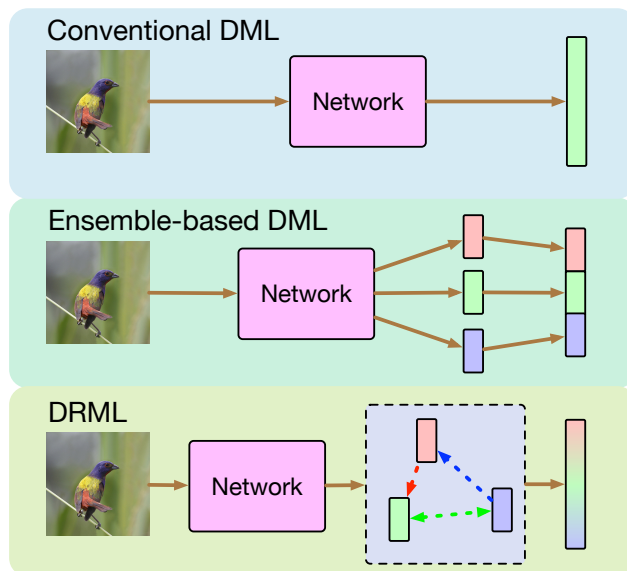 Conventional DML
Network
Ensemble-based DML
Network
DRML
Network